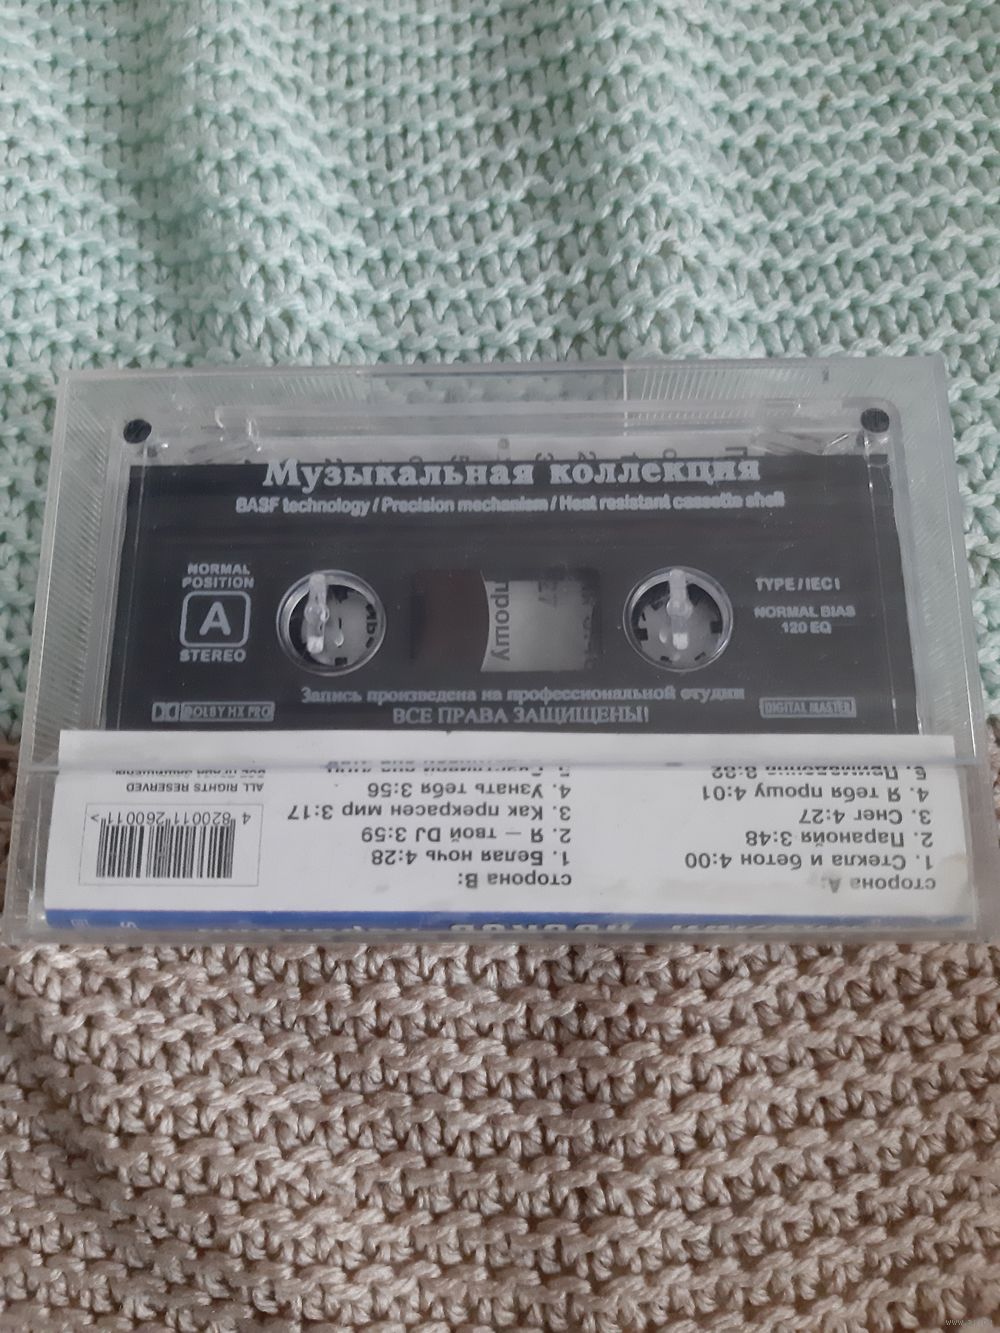 Музыкальная коллекция
BASF technology / Precision mechanism / Heat resistant cassette shell
NORMAL
POSITION
A
STEREO
TYPE I IEC I
NORMAL BIAS
120 EQ
прошу
Запись произведена на профессиональной студии
ВСЕ ПРАВА ЗАЩИЩЕНЫ!
DOLBY HX PRO
DIGITAL MASTER
сторона А:
1. Стекла и бетон 4:00
2. Паранойя 3:48
3. Снег 4:27
4. Я тебя прошу 4:01
сторона В:
1. Белая ночь 4:28
2. Я — твой DJ 3:59
3. Как прекрасен мир 3:17
4. Узнать тебя 3:56
4 820011 260011 >
ALL RIGHTS RESERVED